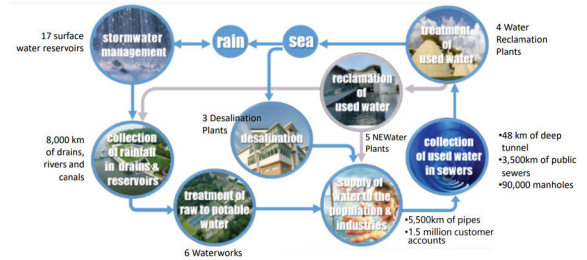 17 surface
water reservoirs
stormwater
management
rain
sea
treatment
of
used water
4 Water
Reclamation
Plants
reclamation
of
used water
3 Desalination
Plants
desalination
5 NEWater
Plants
8,000 km
of drains,
rivers and
canals
collection
of rainfall
in drains &
reservoirs
treatment of
raw to potable
water
6 Waterworks
supply of
water to the
population &
industries
•5,500km of pipes
•1.5 million customer
accounts
collection
of used water
in sewers
•48 km of deep
tunnel
•3,500km of public
sewers
•90,000 manholes